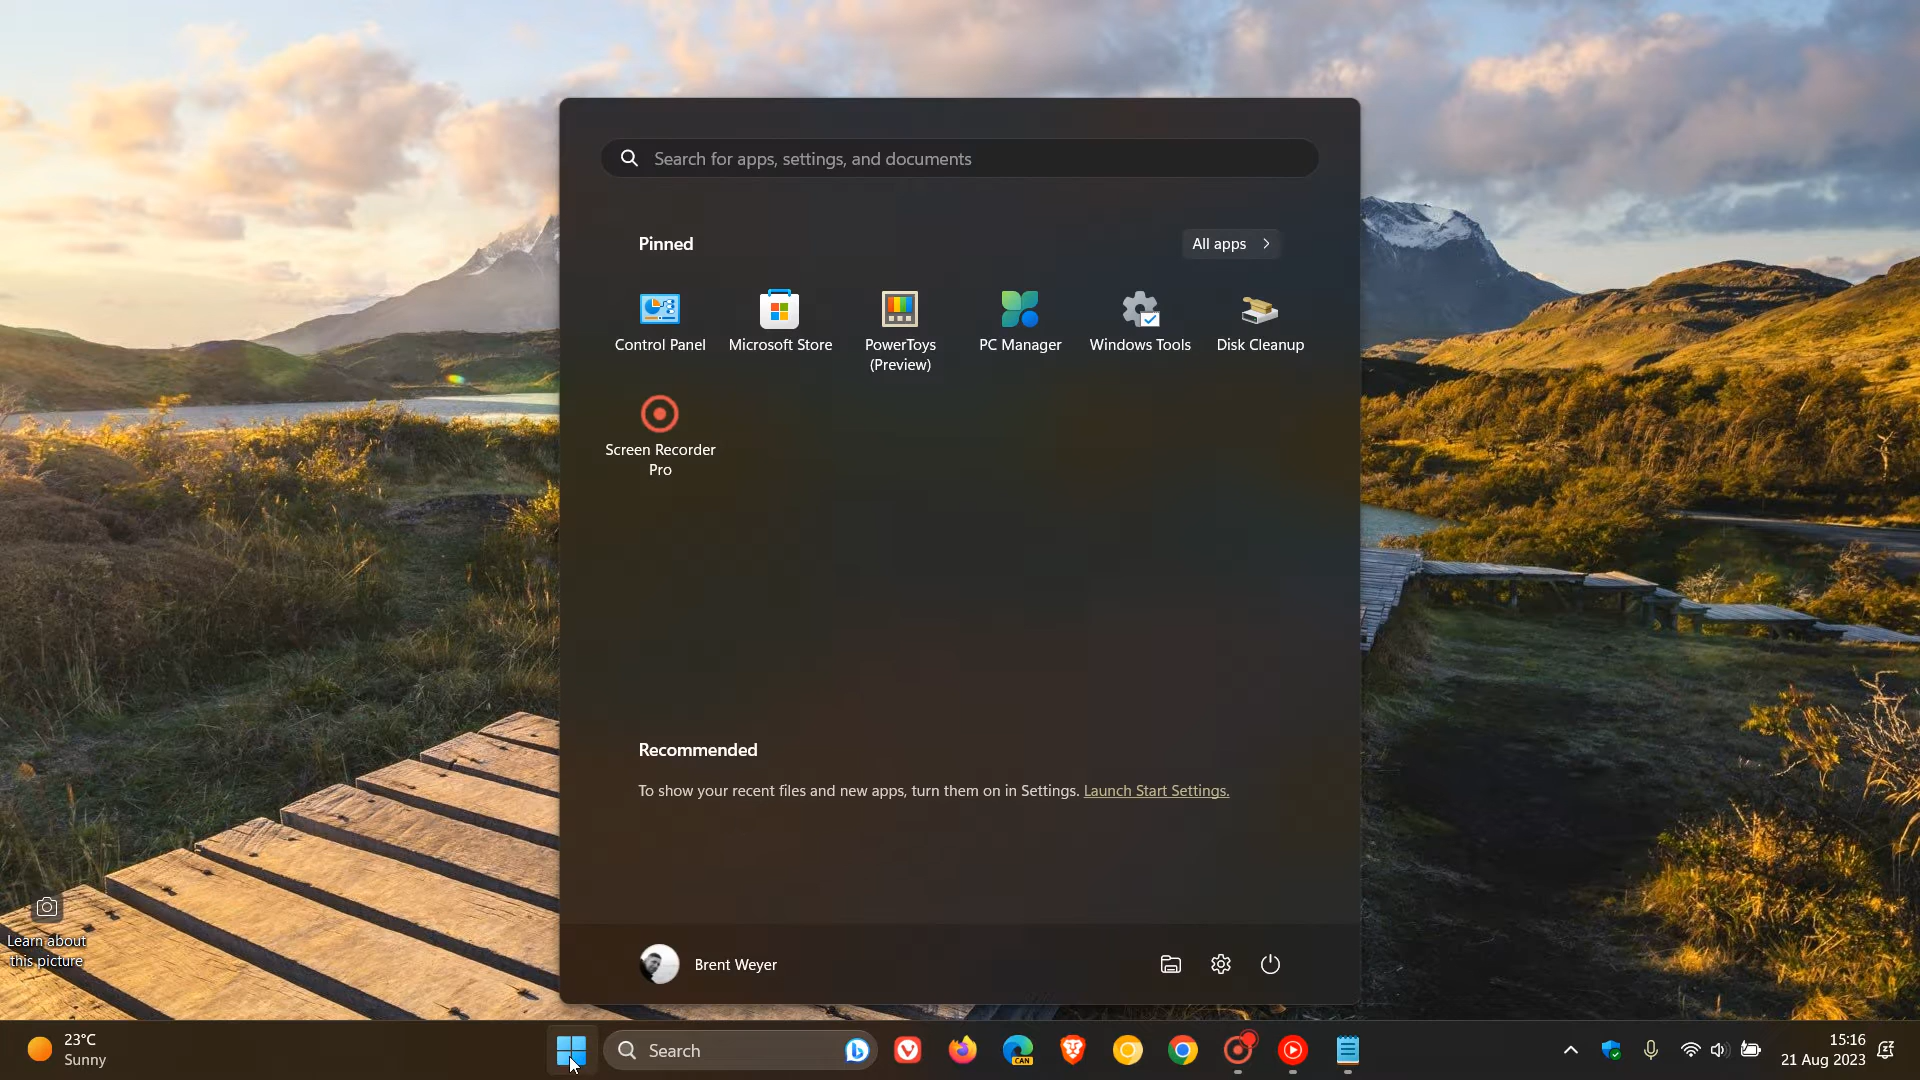 Search for apps, settings, and documents
Pinned
All apps
Control Panel
Microsoft Store
PowerToys
(Preview)
PC Manager
Windows Tools
Disk Cleanup
Screen Recorder
Pro
Recommended
To show your recent files and new apps, turn them on in Settings. Launch Start Settings.
Learn about
this picture
Brent Weyer
23°C
Sunny
Search
CAN
15:16
21 Aug 2023